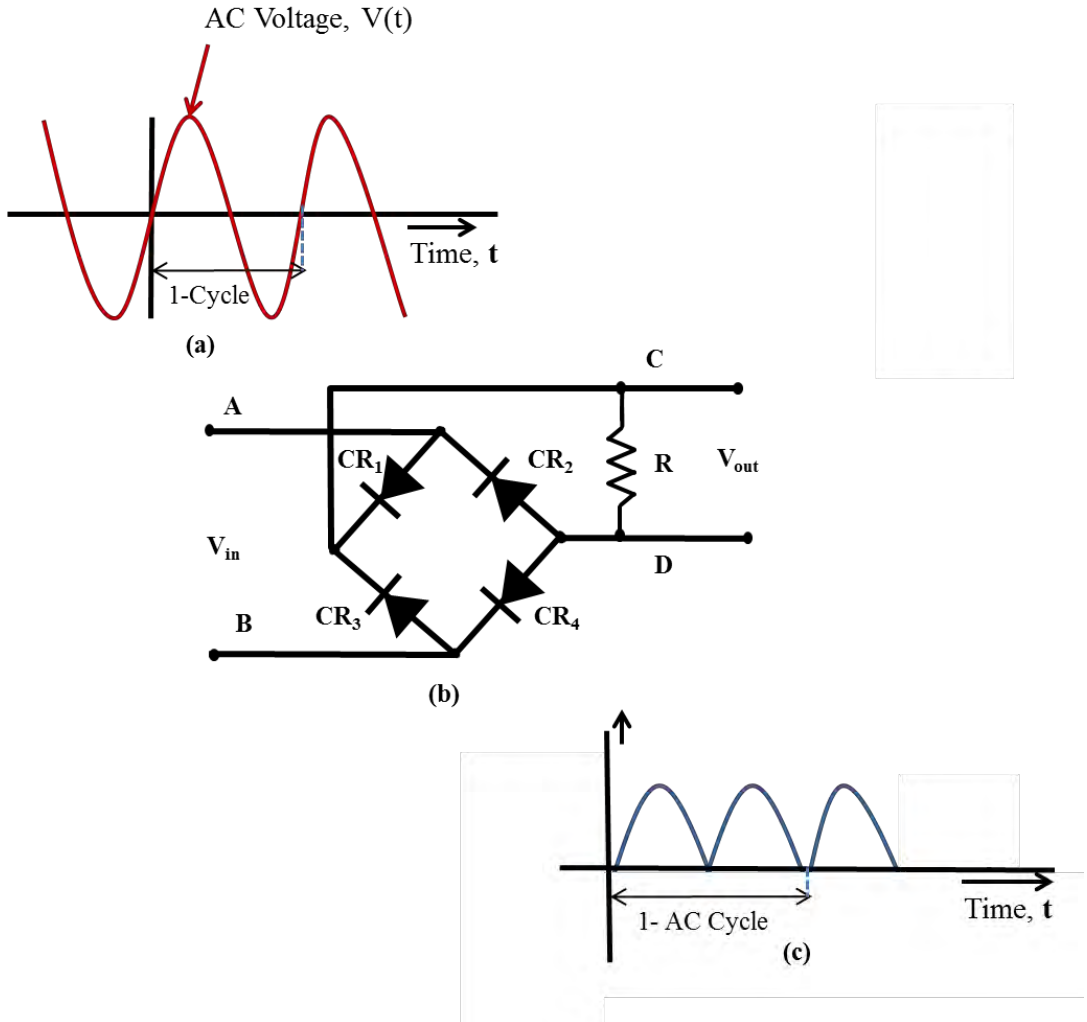 AC Voltage, V(t)
Time, t
1-Cycle
(a)
C
A
CR₁
CR₂
R
Vout
Vin
D
CR₃
CR₄
B
(b)
1- AC Cycle
Time, t
(c)